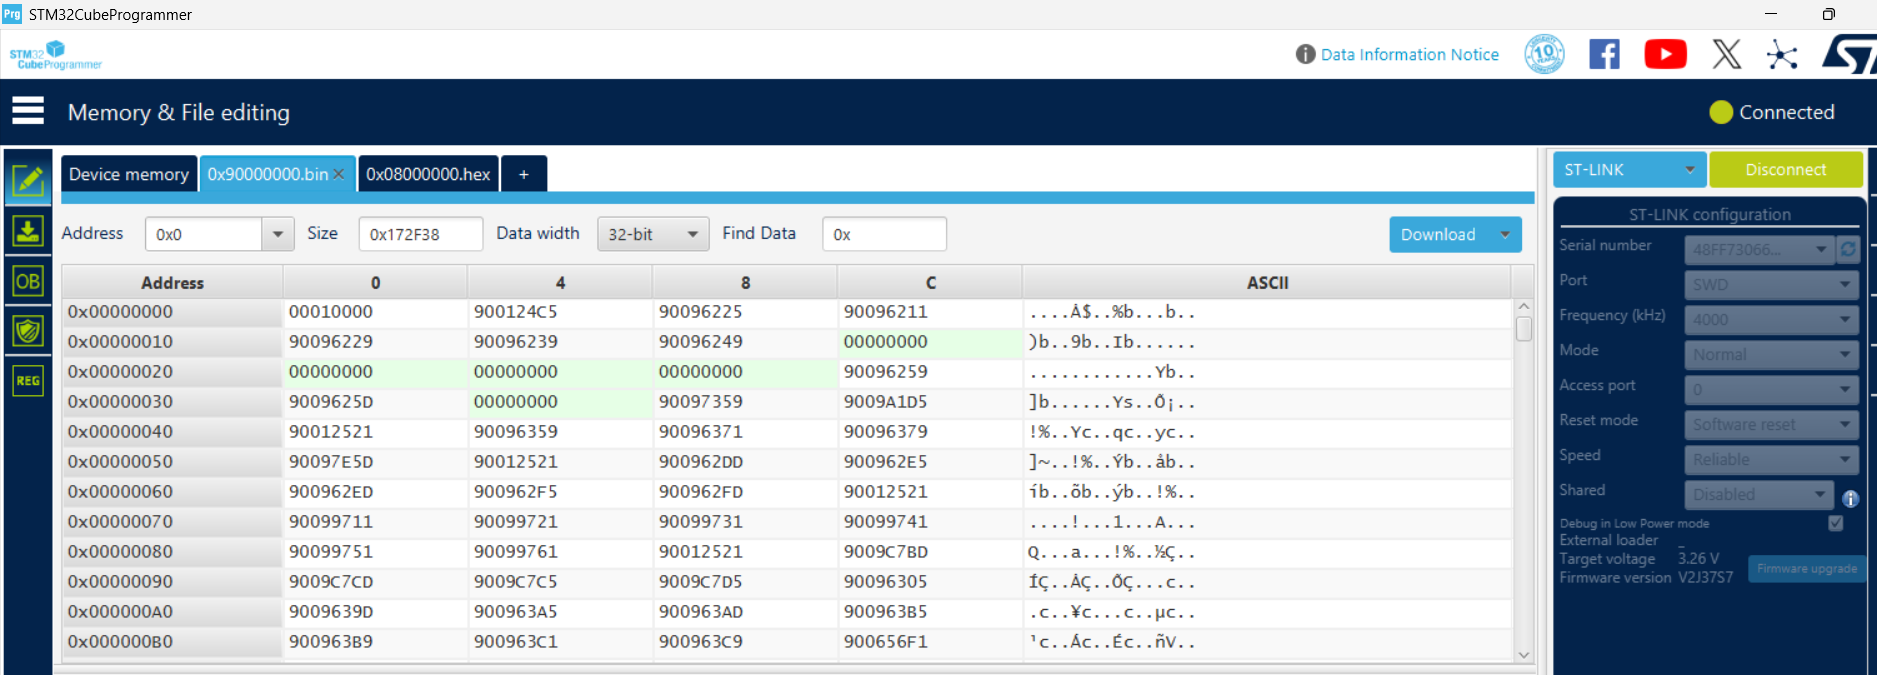 Prg STM32CubeProgrammer
STM32
CubeProgrammer
Data Information Notice
10
Memory & File editing
Connected
Device memory 0x90000000.bin 0x08000000.hex +
ST-LINK Disconnect
Address 0x0 Size 0x172F38 Data width 32-bit Find Data 0x Download
ST-LINK configuration
Serial number 48FF73066...
Port SWD
Frequency (kHz) 4000
Mode Normal
Access port 0
Reset mode Software reset
Speed Reliable
Shared Disabled
Debug in Low Power mode
External loader _
Target voltage 3.26 V
Firmware version V2J37S7 Firmware upgrade
OB
REG
Address 0 4 8 C ASCII
0x00000000 00010000 900124C5 90096225 90096211 ....Å$..%b...b..
0x00000010 90096229 90096239 90096249 00000000 )b..9b..Ib......
0x00000020 00000000 00000000 00000000 90096259 ............Yb..
0x00000030 9009625D 00000000 90097359 9009A1D5 ]b......Ys..Õ¡..
0x00000040 90012521 90096359 90096371 90096379 !%..Yc..qc..yc..
0x00000050 90097E5D 90012521 900962DD 900962E5 ]~..!%..Ýb..åb..
0x00000060 900962ED 900962F5 900962FD 90012521 íb..õb..ýb..!%..
0x00000070 90099711 90099721 90099731 90099741 ....!...1...A...
0x00000080 90099751 90099761 90012521 9009C7BD Q...a...!%..½Ç..
0x00000090 9009C7CD 9009C7C5 9009C7D5 90096305 ÍÇ..ÅÇ..ÕÇ...c..
0x000000A0 9009639D 900963A5 900963AD 900963B5 .c..¥c...c..µc..
0x000000B0 900963B9 900963C1 900963C9 900656F1 ¹c..Ác..Éc..ñV..